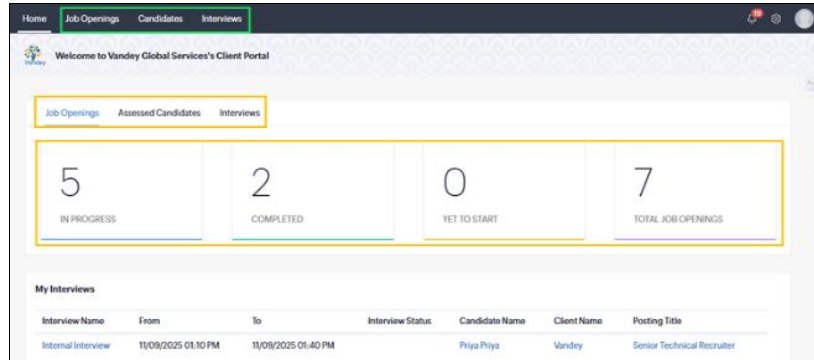 Home Job Openings Candidates Interviews
10
Vandey
Welcome to Vandey Global Services's Client Portal
Job Openings Assessed Candidates Interviews
5 2 0 7
IN PROGRESS COMPLETED YET TO START TOTAL JOB OPENINGS
My Interviews
Interview Name From To Interview Status Candidate Name Client Name Posting Title
Internal Interview 11/09/2025 01:10 PM 11/09/2025 01:40 PM Priya Priya Vandey Senior Technical Recruiter